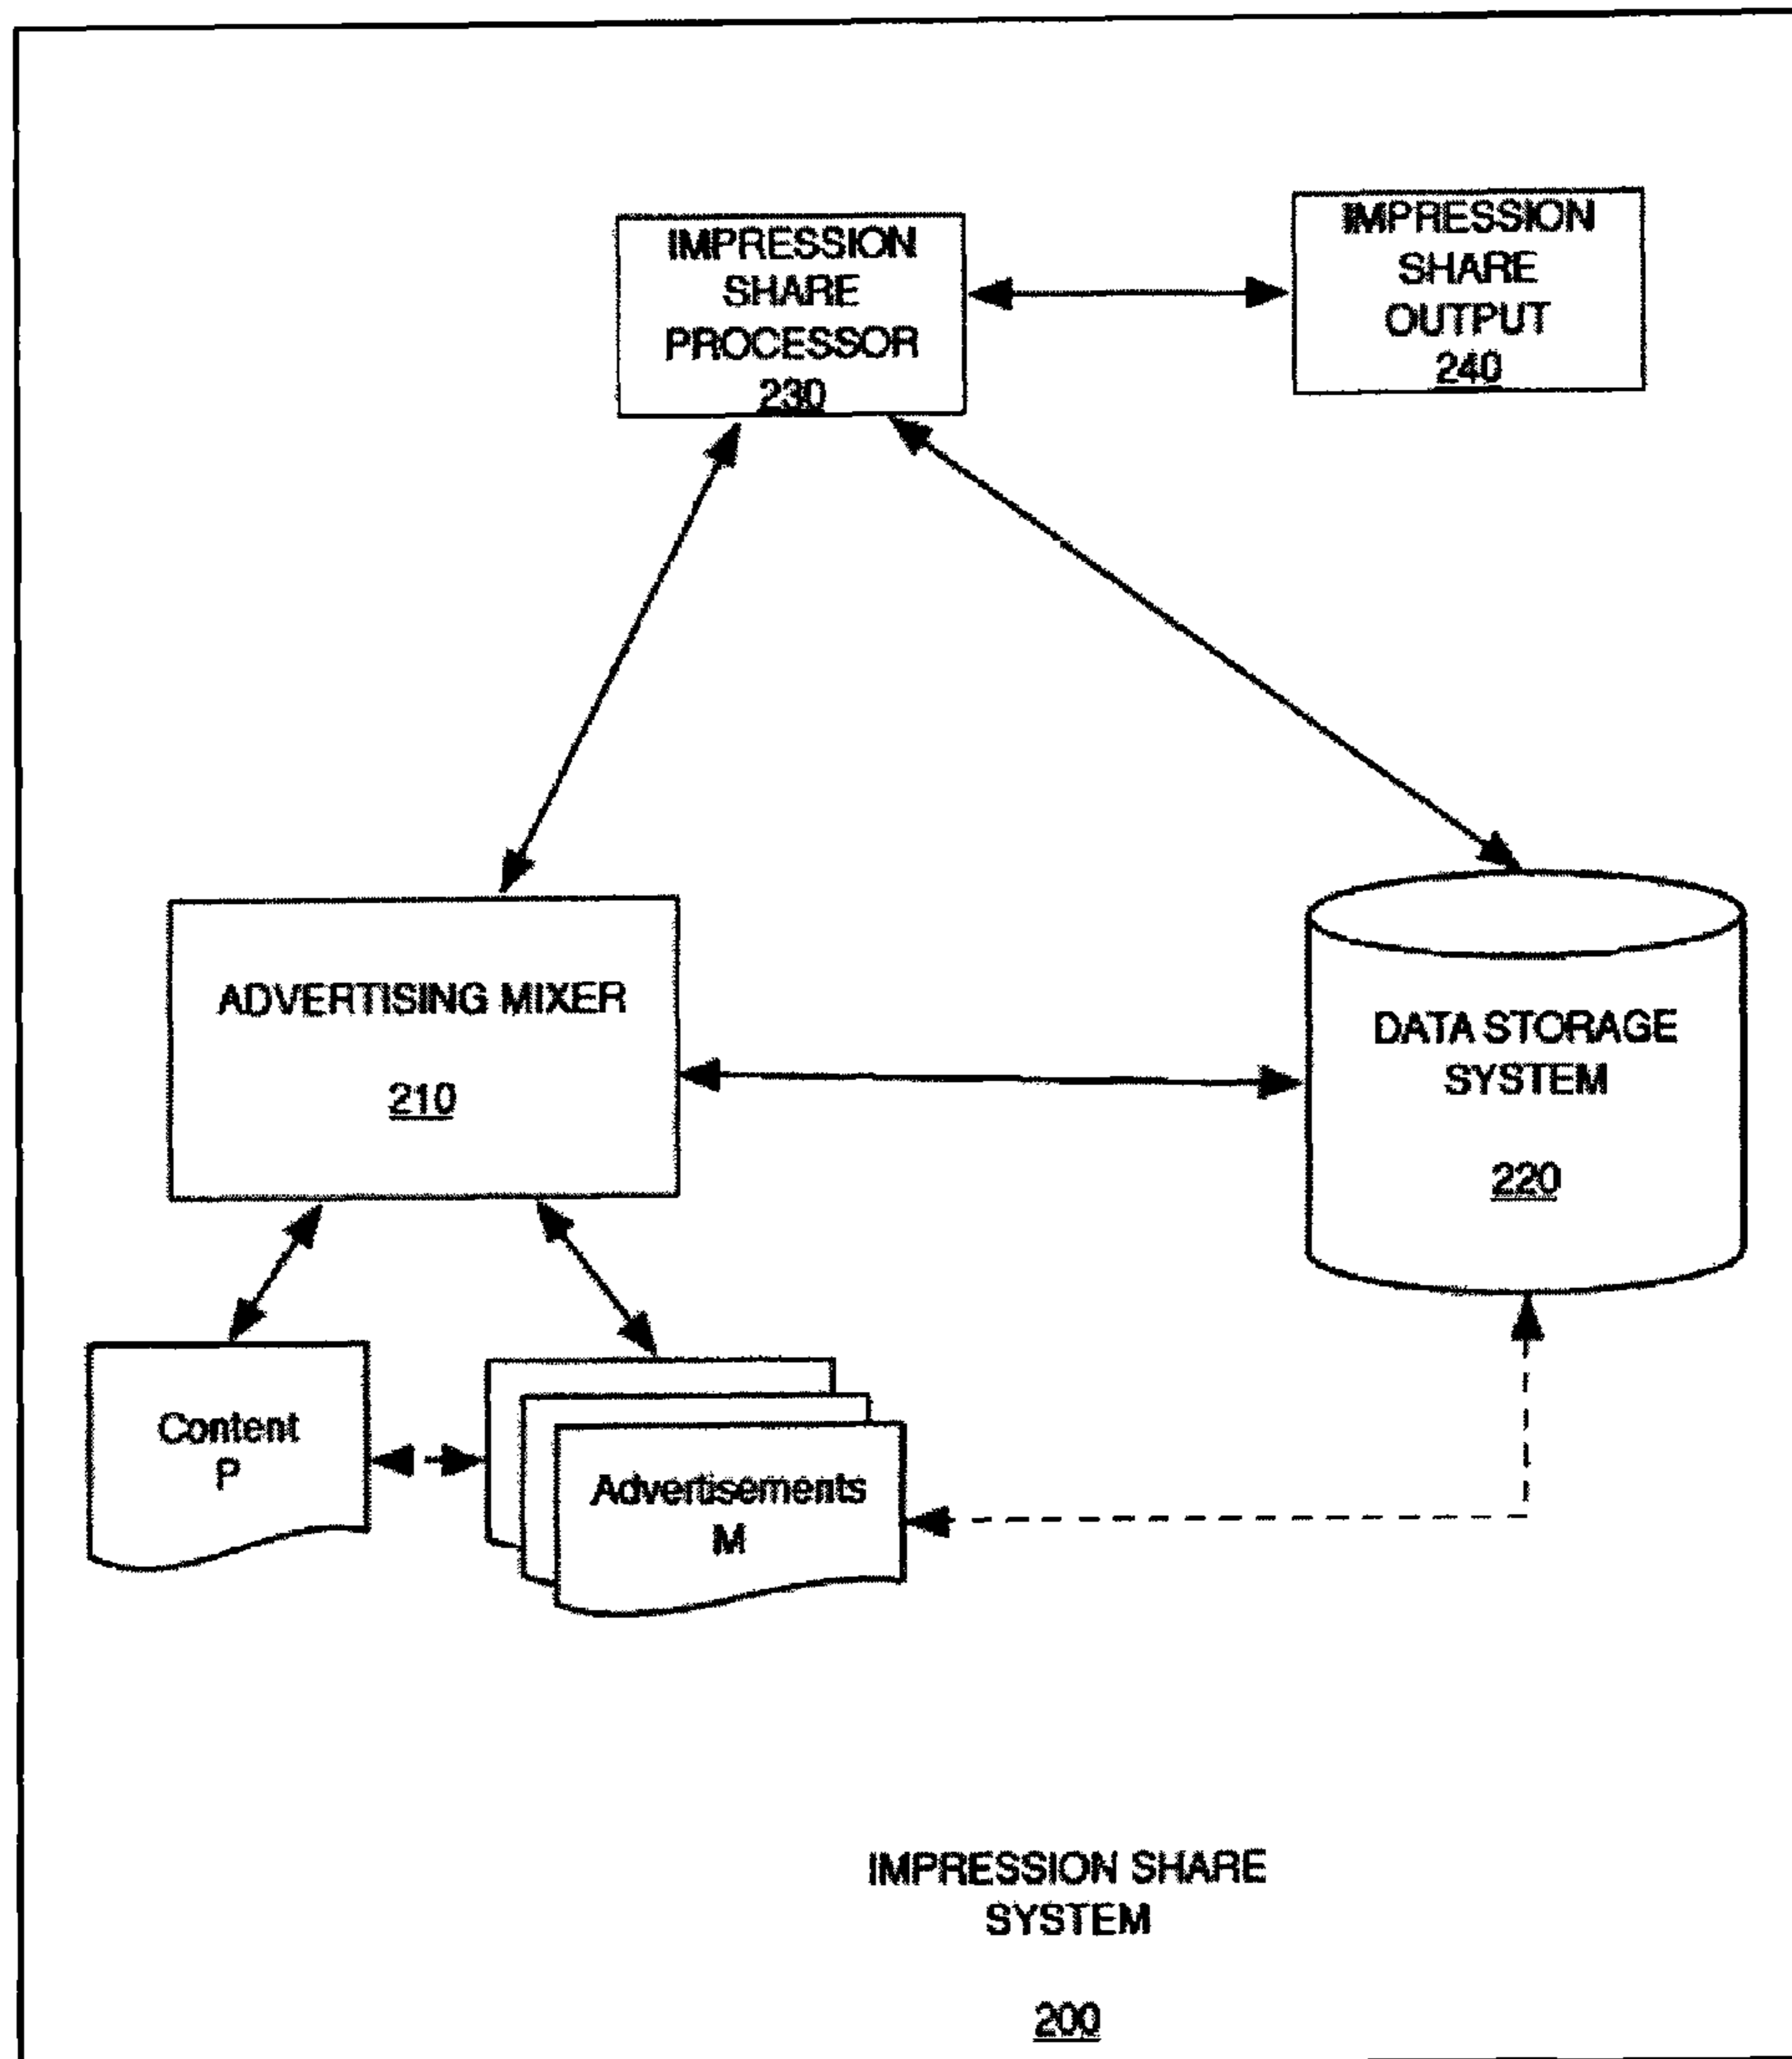 IMPRESSION
SHARE
PROCESSOR
230
IMPRESSION
SHARE
OUTPUT
240
ADVERTISING MIXER
210
DATA STORAGE
SYSTEM
220
Content
P
Advertisements
M
IMPRESSION SHARE
SYSTEM
200